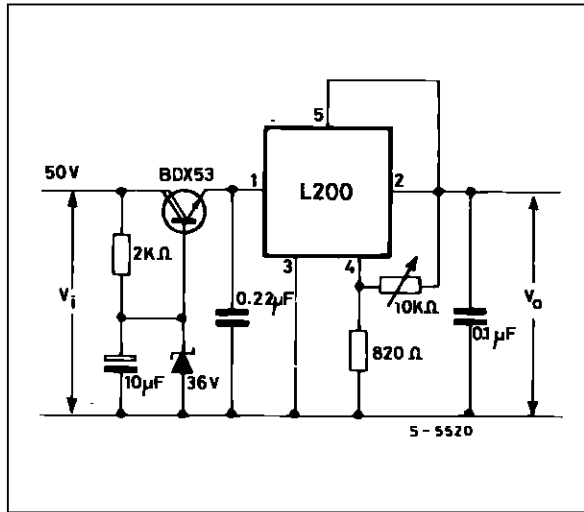 5
BDX53
50V
1
L200
2
2KΩ
3
4
Vi
0.22µF
10KΩ
Vo
0.1µF
820 Ω
10µF
36V
S-5520